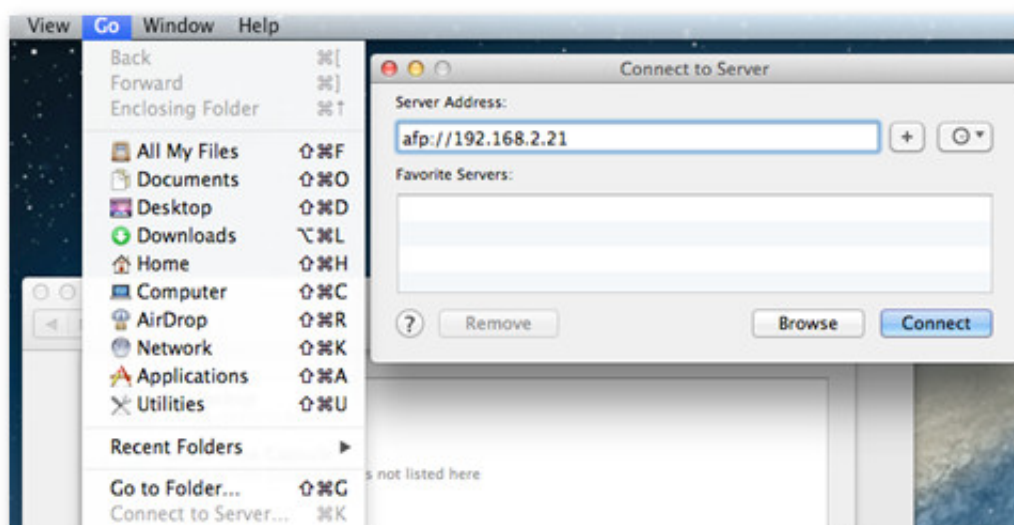 View Go Window Help
Back ⌘[
Forward ⌘]
Enclosing Folder ⌘↑
All My Files ⇧⌘F
Documents ⇧⌘O
Desktop ⇧⌘D
Downloads ⌥⌘L
Home ⇧⌘H
Computer ⇧⌘C
AirDrop ⇧⌘R
Network ⇧⌘K
Applications ⇧⌘A
Utilities ⇧⌘U
Recent Folders ▶
Go to Folder... ⇧⌘G
Connect to Server... ⌘K
Connect to Server
Server Address:
afp://192.168.2.21
+
Favorite Servers:
? Remove Browse Connect
s not listed here